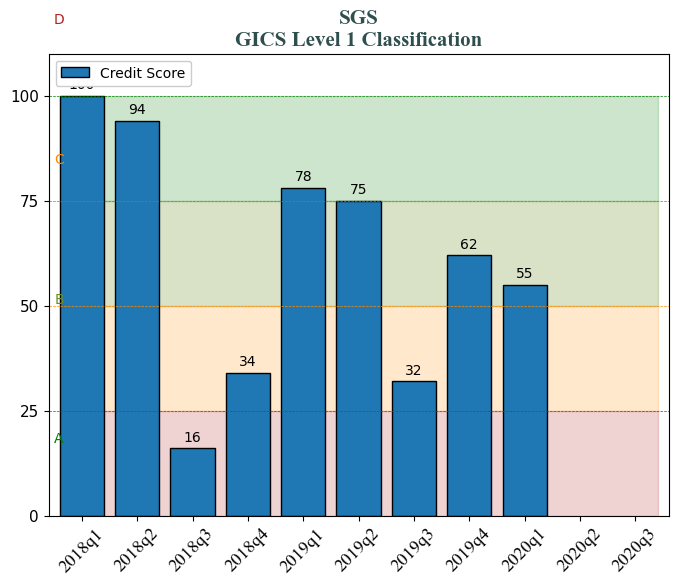 D
SGS
GICS Level 1 Classification
Credit Score
100
100
94
C
78
75
75
62
55
B
50
34
32
25
A
16
0
2018q1
2018q2
2018q3
2018q4
2019q1
2019q2
2019q3
2019q4
2020q1
2020q2
2020q3